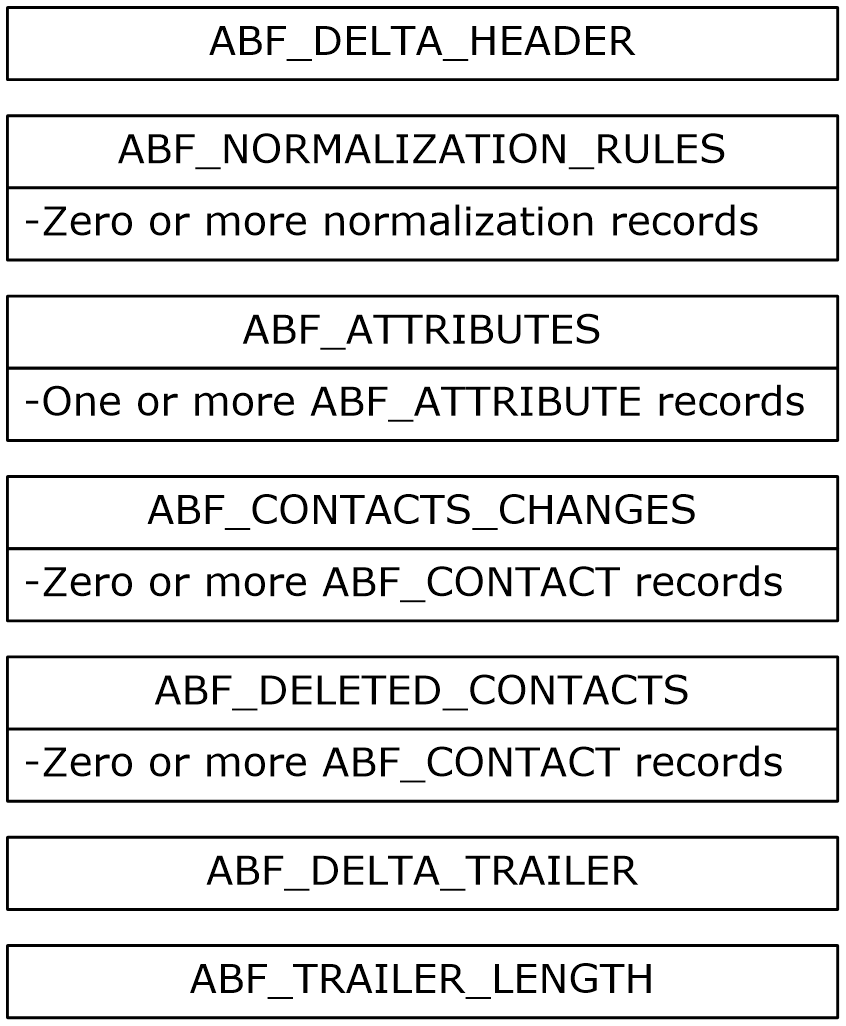 ABF_DELTA_HEADER
ABF_NORMALIZATION_RULES
-Zero or more normalization records
ABF_ATTRIBUTES
-One or more ABF_ATTRIBUTE records
ABF_CONTACTS_CHANGES
-Zero or more ABF_CONTACT records
ABF_DELETED_CONTACTS
-Zero or more ABF_CONTACT records
ABF_DELTA_TRAILER
ABF_TRAILER_LENGTH